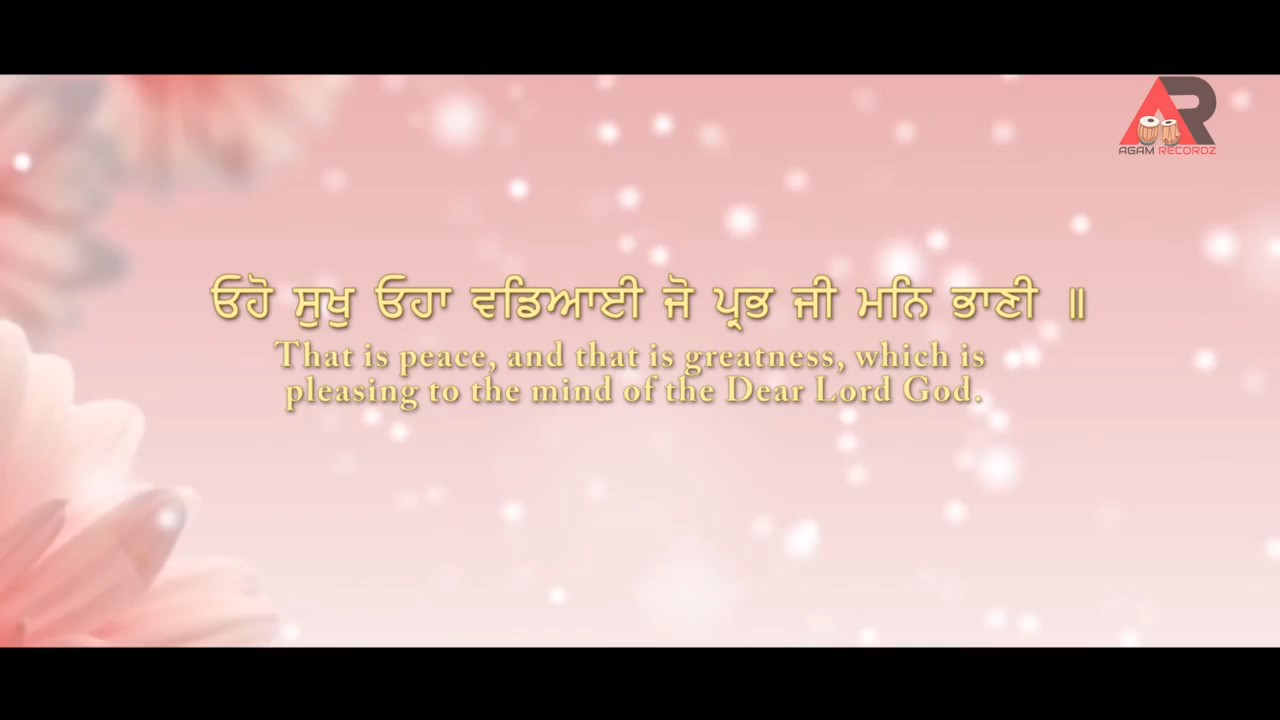 AGAM RECORDZ
ਓਹੋ ਸੁਖੁ ਓਹਾ ਵਡਿਆਈ ਜੋ ਪ੍ਰਭ ਜੀ ਮਨਿ ਭਾਣੀ ॥
That is peace, and that is greatness, which is
pleasing to the mind of the Dear Lord God.